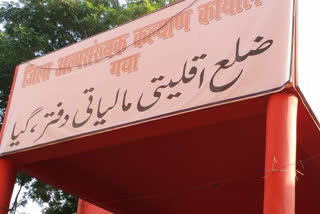 जिला अल्पसंख्यक कल्याण कार्यालय
गया
ضلع اقلیتی مالیاتی دفتر، گیا